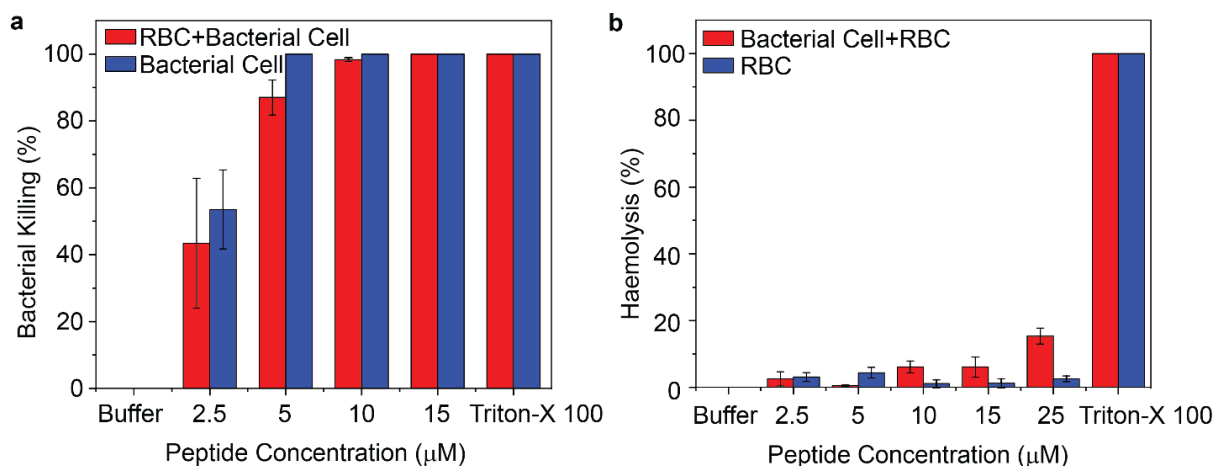 a
RBC+Bacterial Cell
Bacterial Cell
100
80
60
40
20
0
Bacterial Killing (%)
Buffer 2.5 5 10 15 Triton-X 100
Peptide Concentration (μM)
b
Bacterial Cell+RBC
RBC
100
80
60
40
20
0
Haemolysis (%)
Buffer 2.5 5 10 15 25 Triton-X 100
Peptide Concentration (μM)